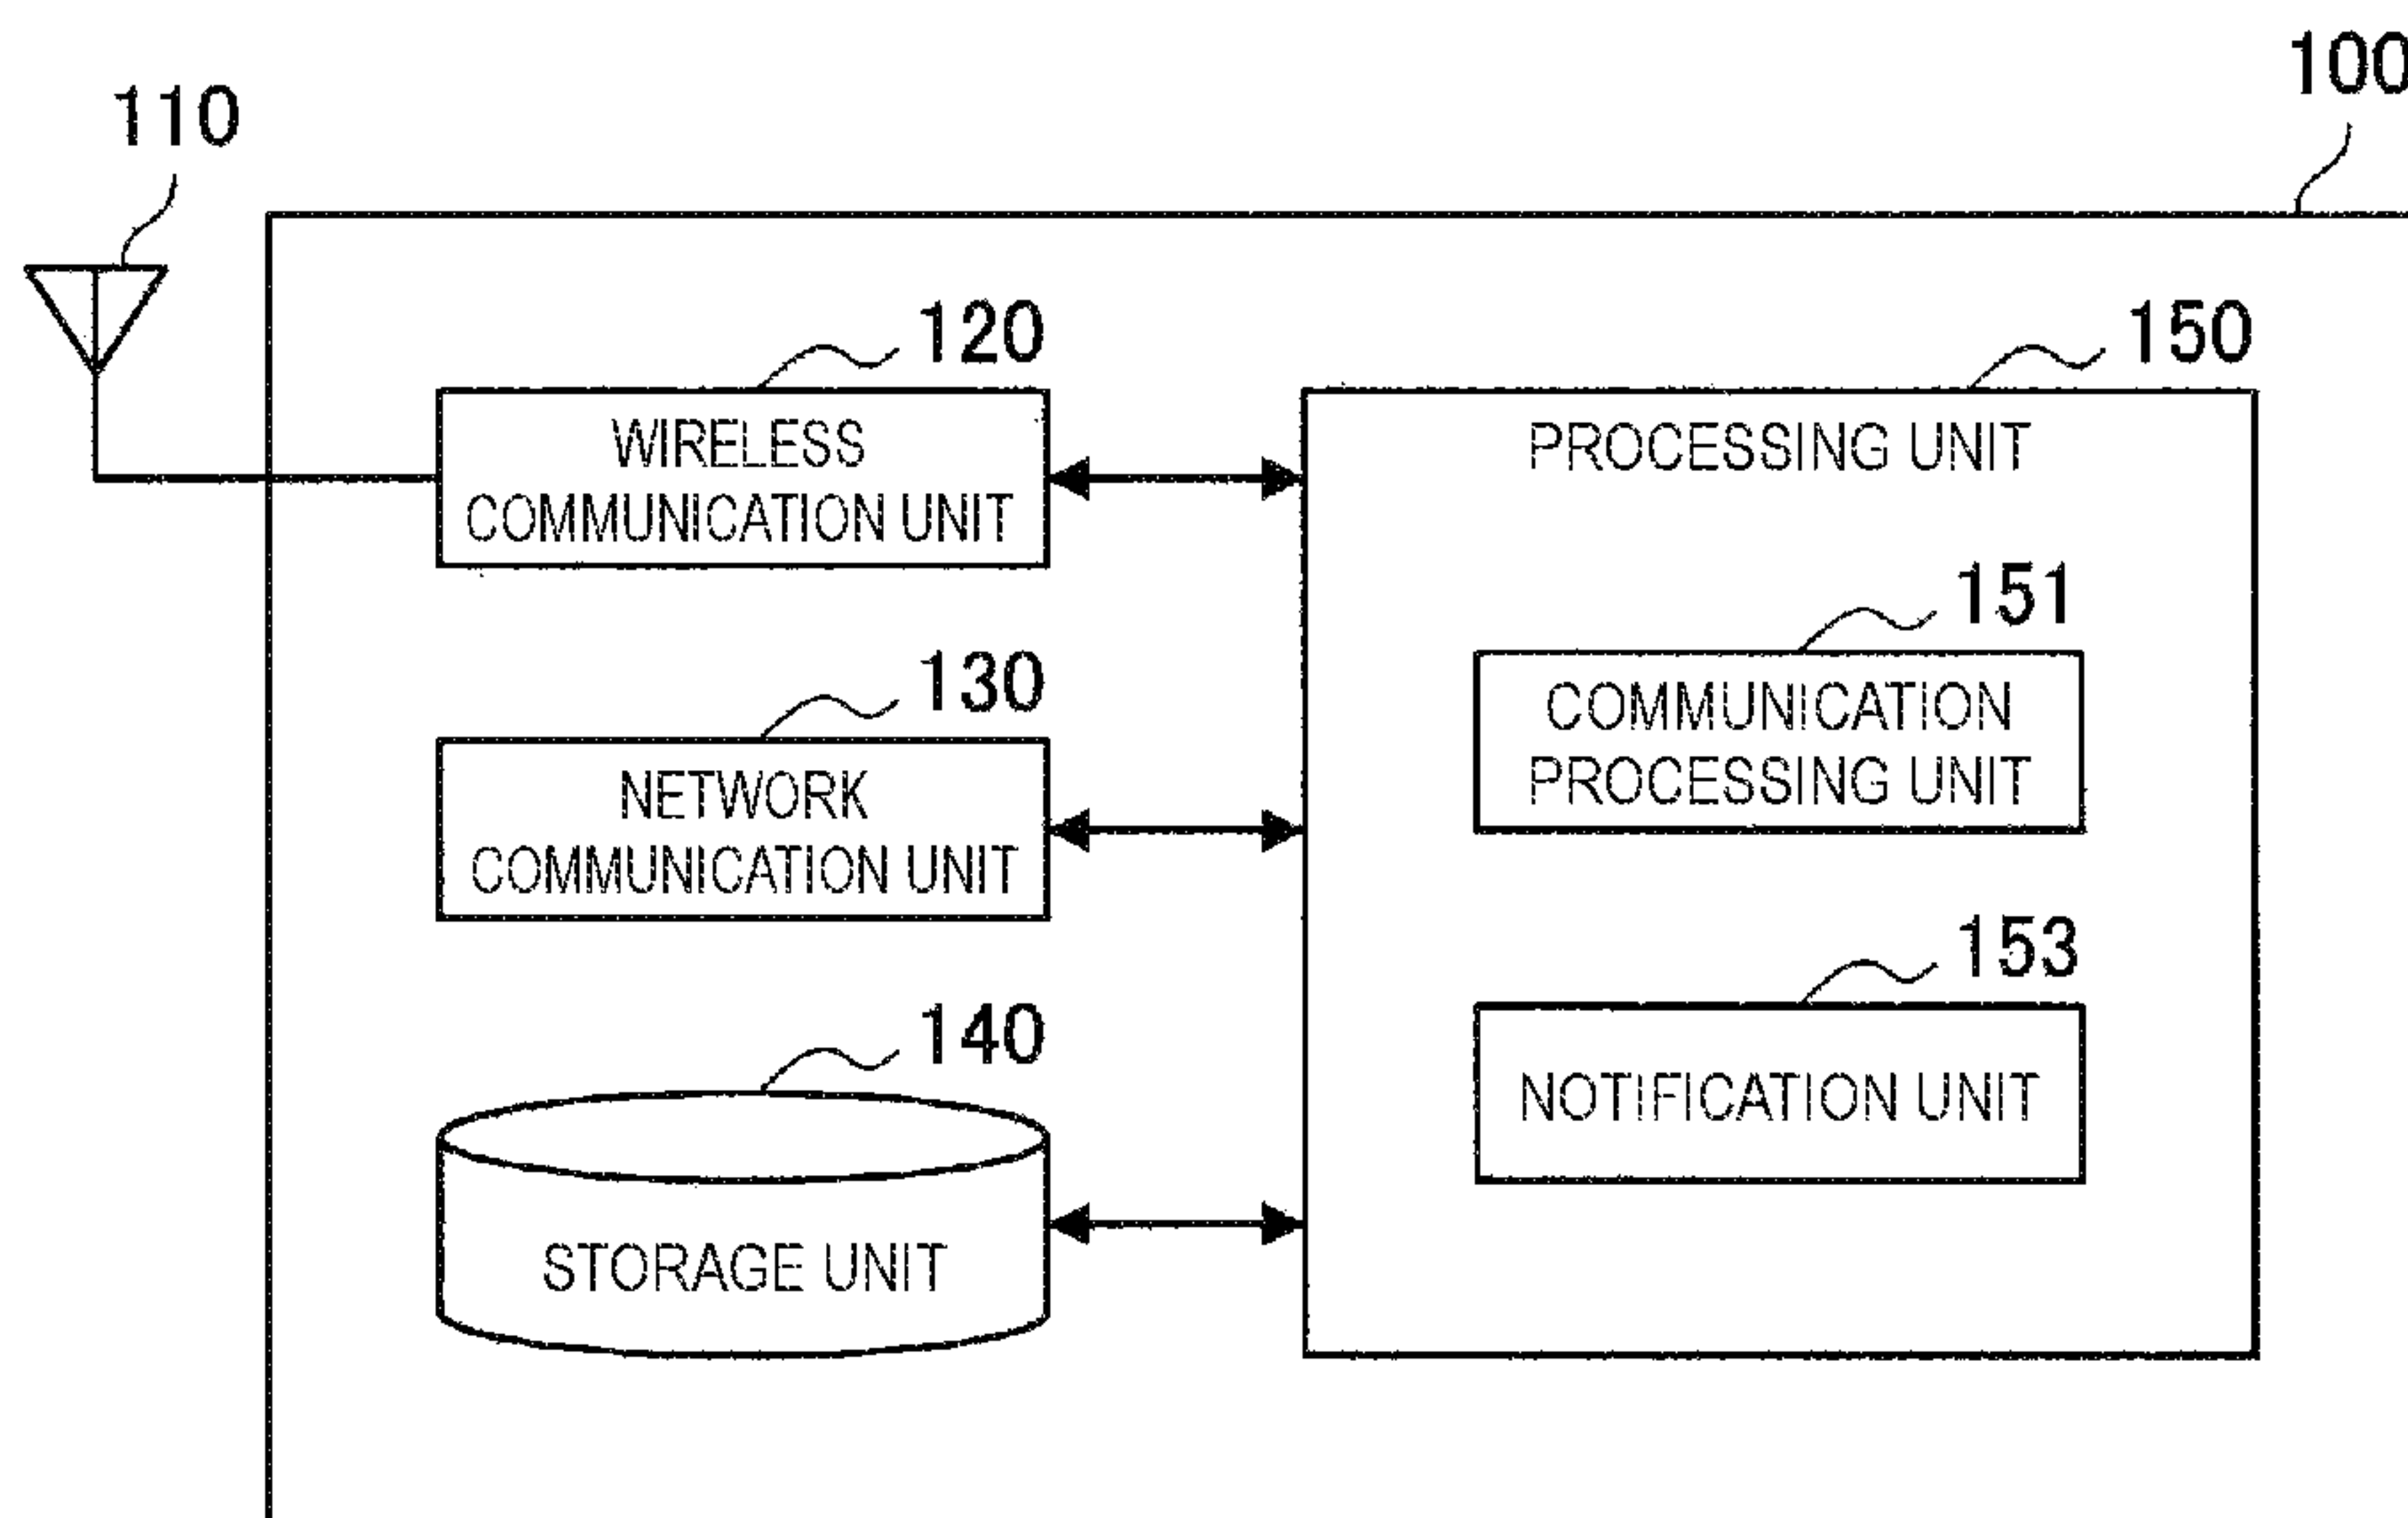 100
110
120
150
WIRELESS
COMMUNICATION UNIT
PROCESSING UNIT
151
130
COMMUNICATION
PROCESSING UNIT
NETWORK
COMMUNICATION UNIT
153
140
NOTIFICATION UNIT
STORAGE UNIT